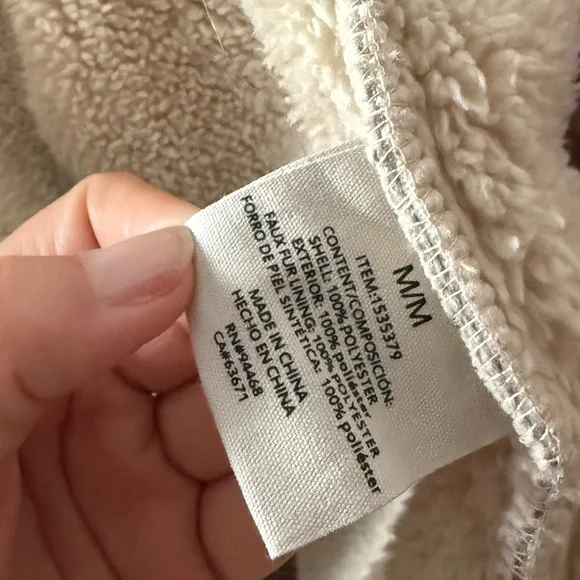 M/M
ITEM:1535379
CONTENT/COMPOSICIÓN:
SHELL: 100% POLYESTER
EXTERIOR: 100% poliéster
FAUX FUR LINING: 100% POLYESTER
FORRO DE PIEL SINTÉTICA: 100% poliéster
MADE IN CHINA
HECHO EN CHINA
RN#94468
CA#63671